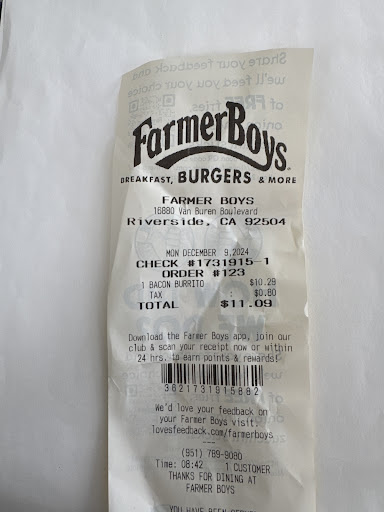 FarmerBoys
BREAKFAST, BURGERS & MORE
FARMER BOYS
16880 Van Buren Boulevard
Riverside, CA 92504
MON DECEMBER 9,2024
CHECK #1731915-1
ORDER #123
1 BACON BURRITO $10.29
TAX : $0.80
TOTAL : $11.09
Download the Farmer Boys app, join our
club & scan your receipt now or within
24 hrs. to earn points & rewards!
3621731915882
We'd love your feedback on
your Farmer Boys visit.
lovesfeedback.com/farmerboys
(951) 789-9080
Time: 08:42 1 CUSTOMER
THANKS FOR DINING AT
FARMER BOYS